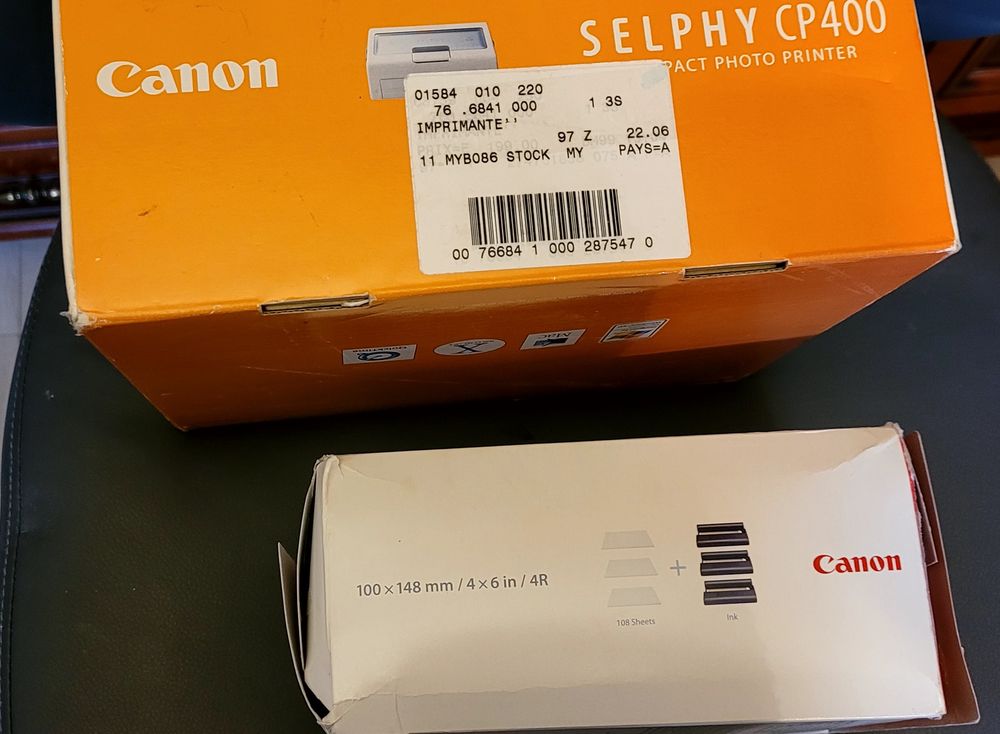 Canon
SELPHY CP400
PACT PHOTO PRINTER
01584 010 220
76 .6841 000 1 3S
IMPRIMANTE''
97 Z 22.06
11 MYB086 STOCK MY PAYS=A
00 76684 1 000 287547 0
QuickTime
X
Mac
100 × 148 mm / 4 × 6 in / 4R
108 Sheets
+
Ink
Canon